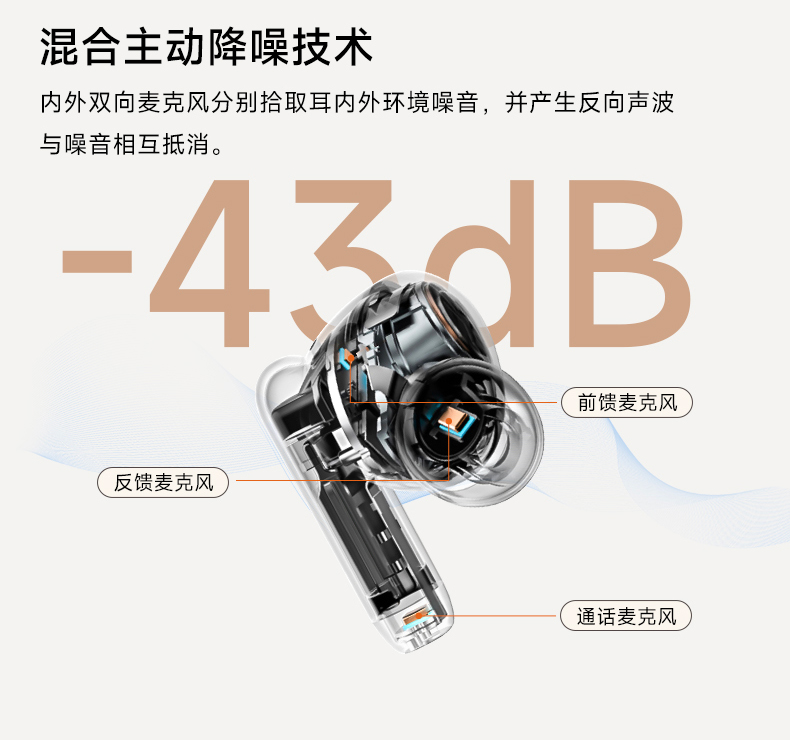 混合主动降噪技术
内外双向麦克风分别拾取耳内外环境噪音，并产生反向声波
与噪音相互抵消。
-43dB
前馈麦克风
反馈麦克风
通话麦克风